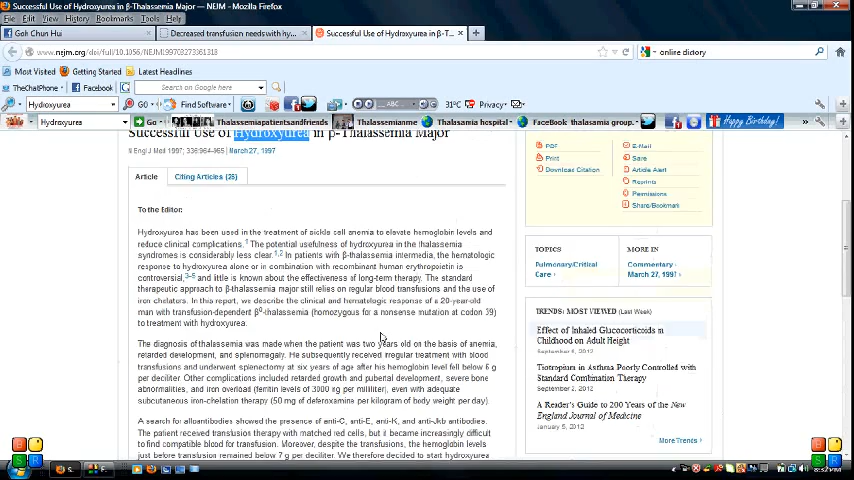 Successful Use of Hydroxyurea in β-Thalassemia Major — NEJM - Mozilla Firefox
File Edit View History Bookmarks Tools Help
Goh Chun Hui
Decreased transfusion needs with hy...
Successful Use of Hydroxyurea in β-T...
www.nejm.org/doi/full/10.1056/NEJM199703273361318
online dictory
Most Visited Getting Started Latest Headlines
TheChatPhone Facebook Search on Google here
Hydroxyurea GO Find Software ABC 31°C Privacy
Hydroxyurea Go Thalassemiapatientsandfriends Thalassemianme Thalasamia hospital FaceBook thalasamia group. Happy Birthday!
Successful Use of Hydroxyurea in β-Thalassemia Major
N Engl J Med 1997; 336:964-965 March 27, 1997
Article Citing Articles (25)
To the Editor:
Hydroxyurea has been used in the treatment of sickle cell anemia to elevate hemoglobin levels and
reduce clinical complications.1 The potential usefulness of hydroxyurea in the thalassemia
syndromes is considerably less clear.1,2 In patients with β-thalassemia intermedia, the hematologic
response to hydroxyurea alone or in combination with recombinant human erythropoietin is
controversial,3-5 and little is known about the effectiveness of long-term therapy. The standard
therapeutic approach to β-thalassemia major still relies on regular blood transfusions and the use of
iron chelators. In this report, we describe the clinical and hematologic response of a 20-year-old
man with transfusion-dependent β0-thalassemia (homozygous for a nonsense mutation at codon 39)
to treatment with hydroxyurea.
The diagnosis of thalassemia was made when the patient was two years old on the basis of anemia,
retarded development, and splenomegaly. He subsequently received irregular treatment with blood
transfusions and underwent splenectomy at six years of age after his hemoglobin level fell below 6 g
per deciliter. Other complications included retarded growth and pubertal development, severe bone
abnormalities, and iron overload (ferritin levels of 3000 ng per milliliter), even with adequate
subcutaneous iron-chelation therapy (50 mg of deferoxamine per kilogram of body weight per day).
A search for alloantibodies showed the presence of anti-C, anti-E, anti-K, and anti-Jkb antibodies.
The patient received transfusion therapy with matched red cells, but it became increasingly difficult
to find compatible blood for transfusion. Moreover, despite the transfusions, the hemoglobin levels
just before transfusion remained below 7 g per deciliter. We therefore decided to start hydroxyurea
PDF
Print
Download Citation
E-Mail
Save
Article Alert
Reprints
Permissions
Share/Bookmark
TOPICS
Pulmonary/Critical
Care
MORE IN
Commentary
March 27, 1997
TRENDS: MOST VIEWED (Last Week)
Effect of Inhaled Glucocorticoids in
Childhood on Adult Height
September 6, 2012
Tiotropium in Asthma Poorly Controlled with
Standard Combination Therapy
September 2, 2012
A Reader's Guide to 200 Years of the New
England Journal of Medicine
January 5, 2012
More Trends
B S R
B S R
S... F...
8:32 PM